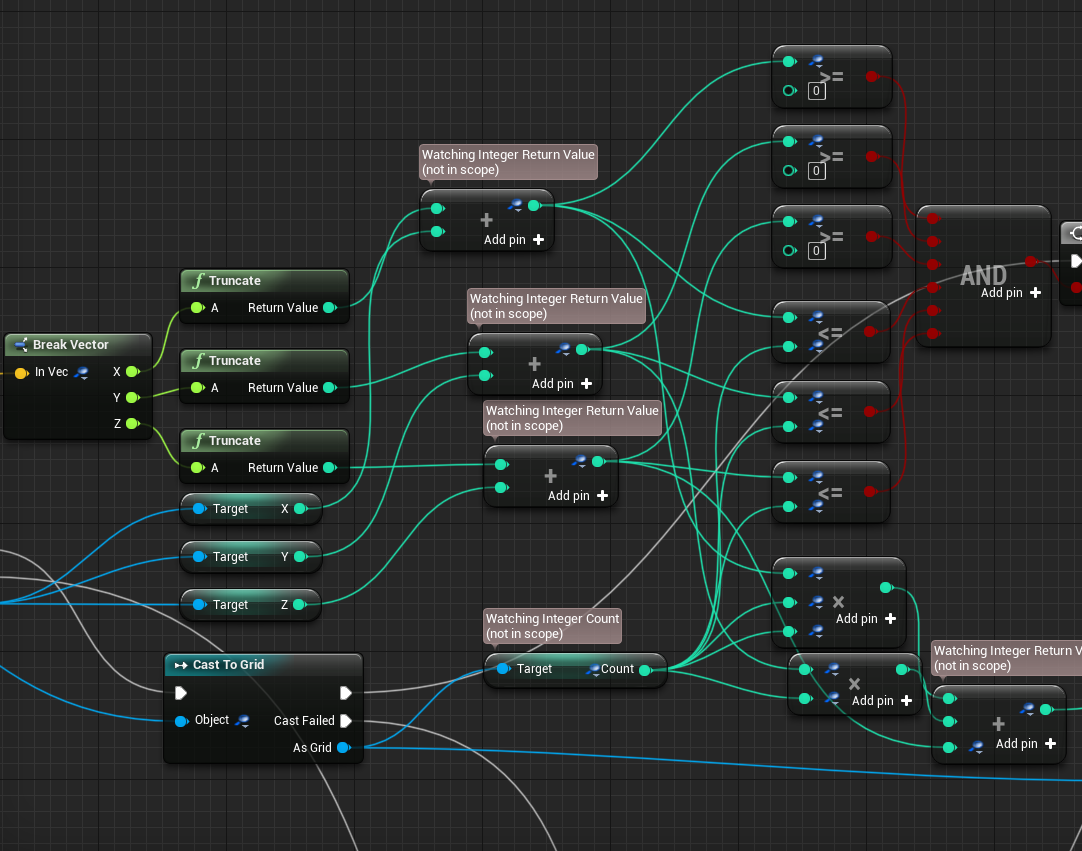 >=
0
>=
0
Watching Integer Return Value
(not in scope)
+
Add pin
>=
0
AND
Add pin
Truncate
A Return Value
Watching Integer Return Value
(not in scope)
<=
Break Vector
In Vec X
Y
Z
Truncate
A Return Value
+
Add pin
<=
Watching Integer Return Value
(not in scope)
Truncate
A Return Value
+
Add pin
<=
Target X
Target Y
Target Z
×
Add pin
Watching Integer Count
(not in scope)
Target Count
Cast To Grid
Object Cast Failed
As Grid
×
Add pin
Watching Integer Return V
(not in scope)
+
Add pin